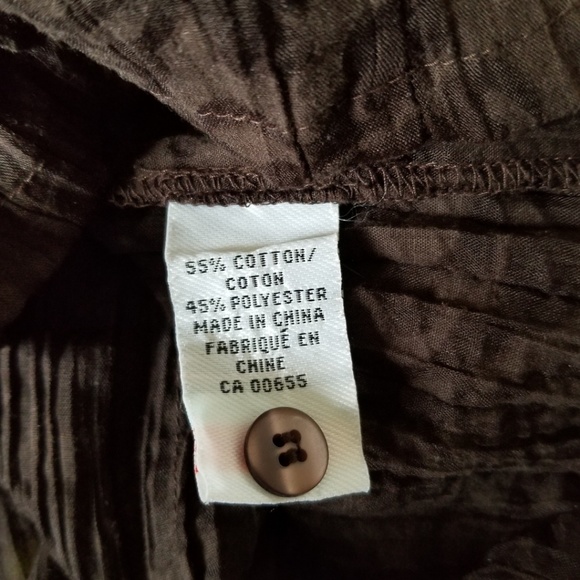 55% COTTON/
COTON
45% POLYESTER
MADE IN CHINA
FABRIQUÉ EN
CHINE
CA 00655